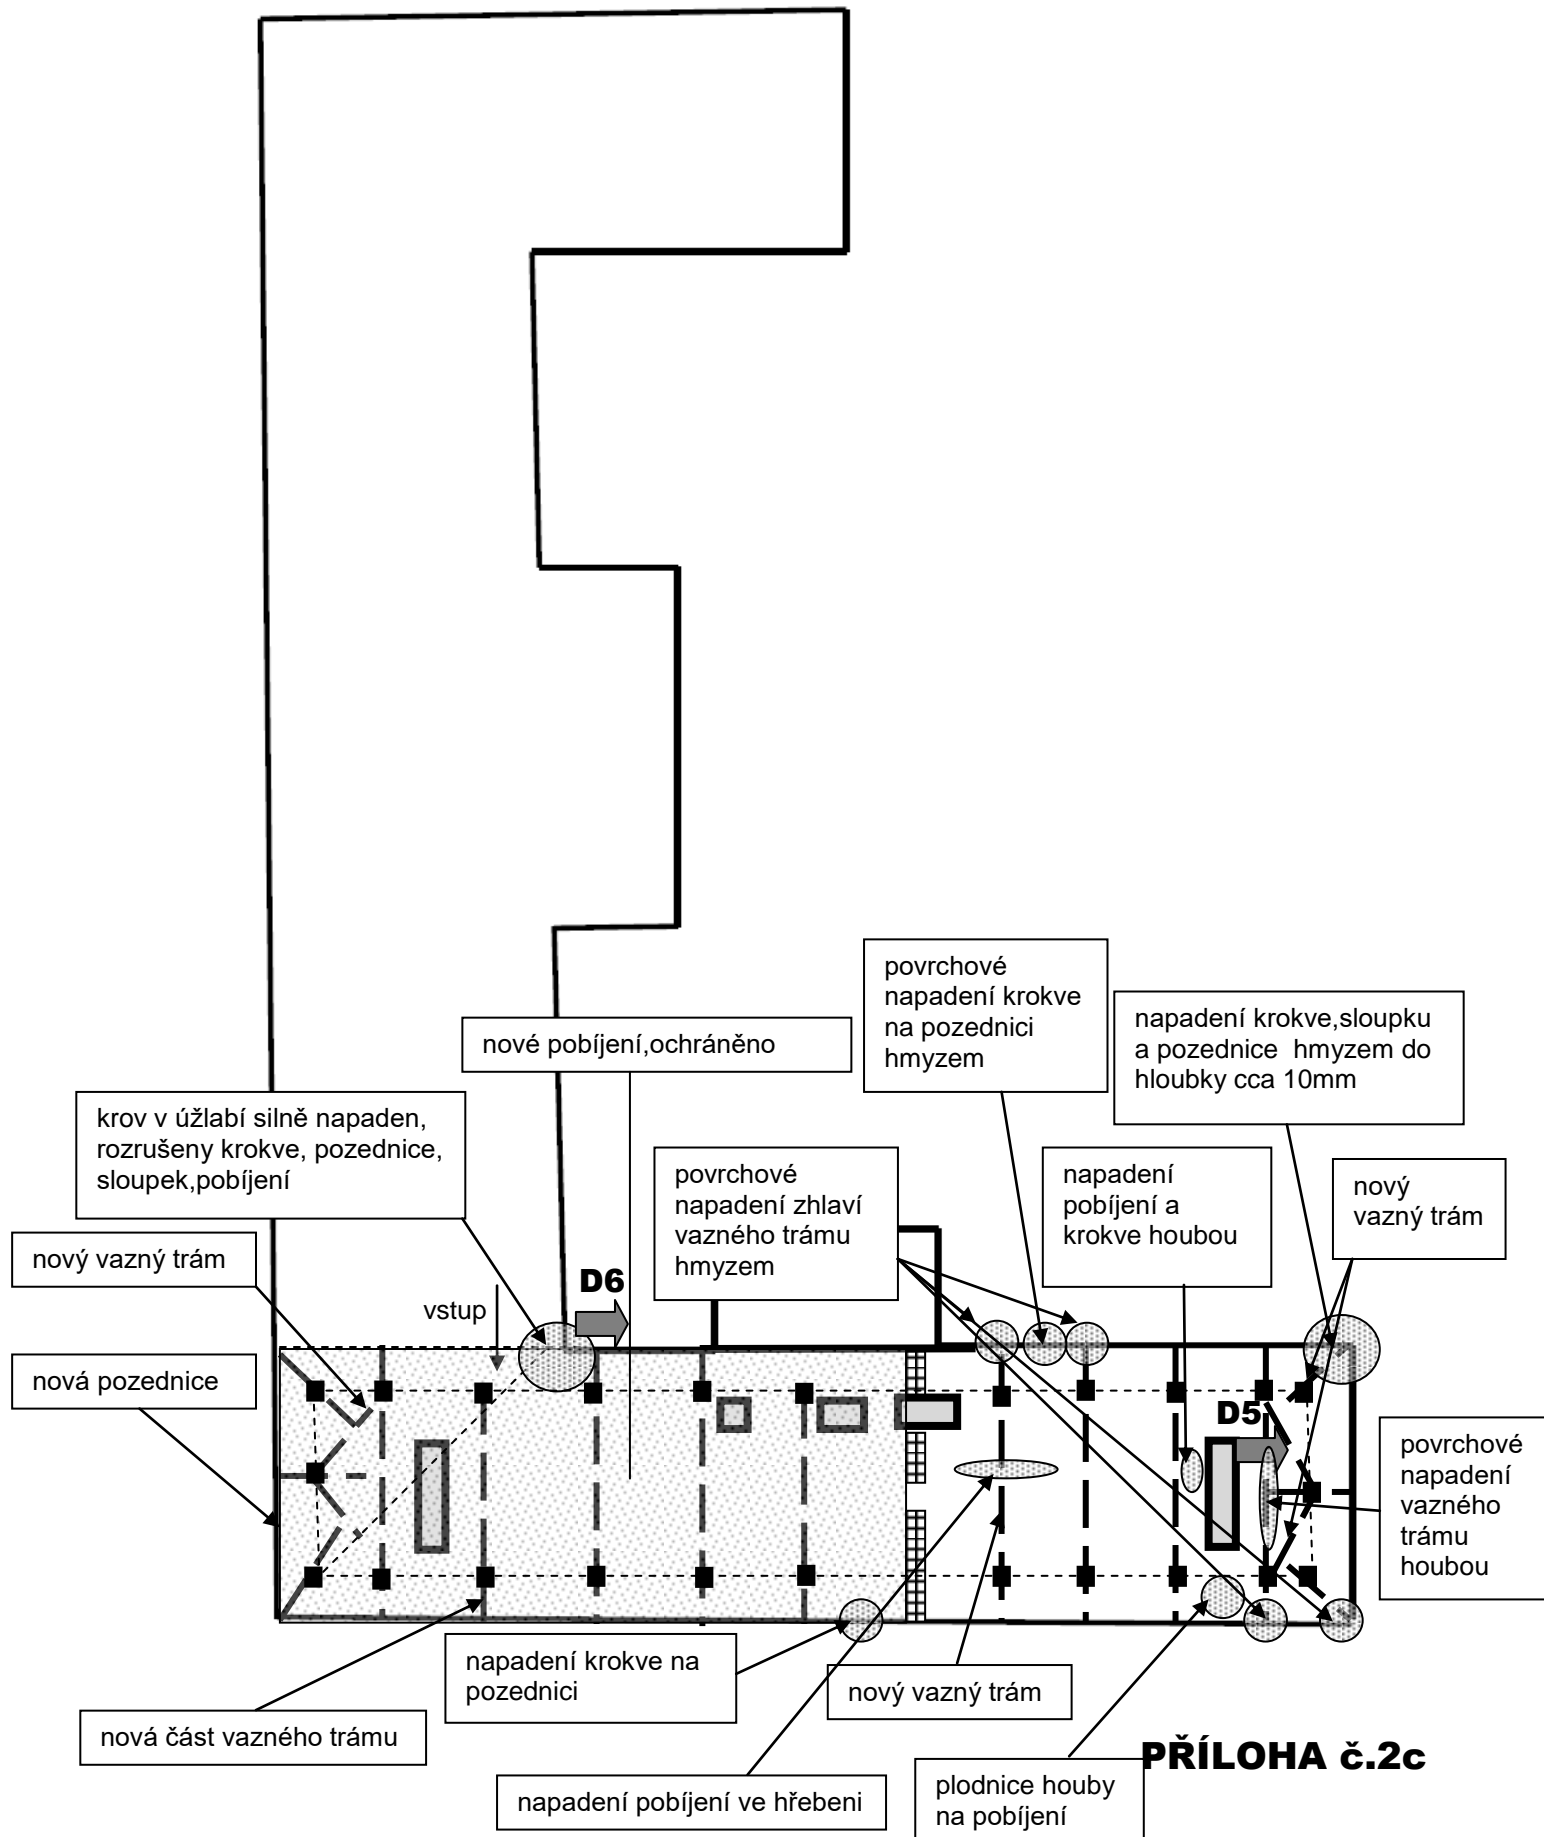 povrchové
napadení krokve
na pozednici
hmyzem
napadení krokve,sloupku
a pozednice hmyzem do
hloubky cca 10mm
nové pobíjení,ochráněno
krov v úžlabí silně napaden,
rozrušeny krokve, pozednice,
sloupek,pobíjení
povrchové
napadení zhlaví
vazného trámu
hmyzem
napadení
pobíjení a
krokve houbou
nový
vazný trám
nový vazný trám
D6
vstup
nová pozednice
D5
povrchové
napadení
vazného
trámu
houbou
napadení krokve na
pozednici
nový vazný trám
nová část vazného trámu
PŘÍLOHA č.2c
napadení pobíjení ve hřebeni
plodnice houby
na pobíjení